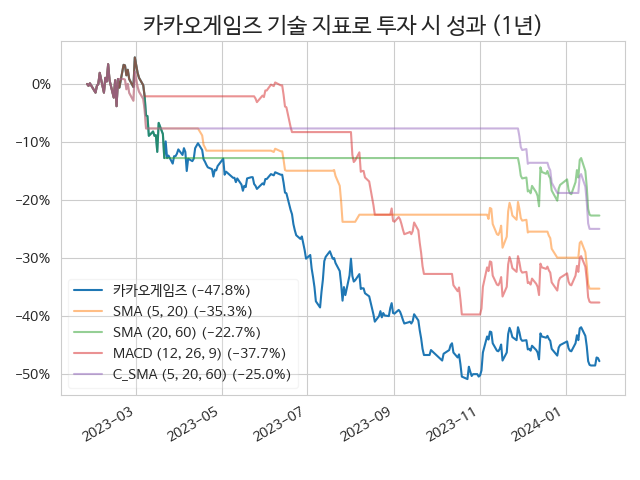 카카오게임즈 기술 지표로 투자 시 성과 (1년)
0%
−10%
−20%
−30%
−40%
−50%
카카오게임즈 (−47.8%)
SMA (5, 20) (−35.3%)
SMA (20, 60) (−22.7%)
MACD (12, 26, 9) (−37.7%)
C_SMA (5, 20, 60) (−25.0%)
2023−03
2023−05
2023−07
2023−09
2023−11
2024−01